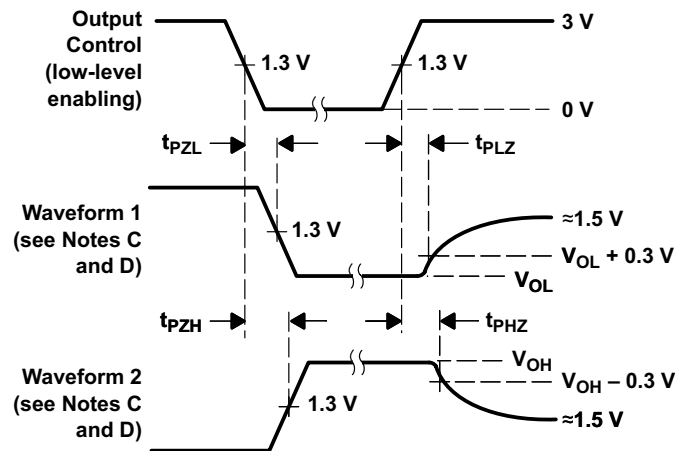 Output
Control
(low-level
enabling)
3 V
1.3 V
1.3 V
0 V
tPZL
tPLZ
Waveform 1
(see Notes C
and D)
1.3 V
≈1.5 V
VOL + 0.3 V
VOL
tPZH
tPHZ
Waveform 2
(see Notes C
and D)
1.3 V
VOH
VOH – 0.3 V
≈1.5 V